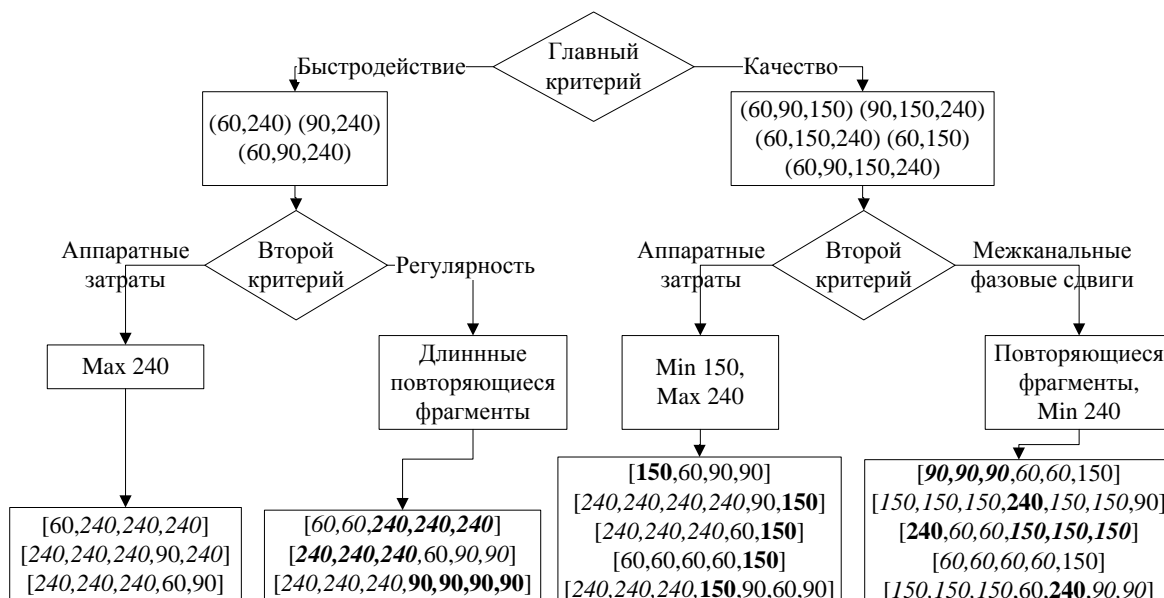 Главный
критерий
Быстродействие
Качество
(60,240) (90,240)
(60,90,240)
(60,90,150) (90,150,240)
(60,150,240) (60,150)
(60,90,150,240)
Аппаратные
затраты
Второй
критерий
Регулярность
Аппаратные
затраты
Второй
критерий
Межканальные
фазовые сдвиги
Max 240
Длиннные
повторяющиеся
фрагменты
Min 150,
Max 240
Повторяющиеся
фрагменты,
Min 240
[60,240,240,240]
[240,240,240,90,240]
[240,240,240,60,90]
[60,60,240,240,240]
[240,240,240,60,90,90]
[240,240,240,90,90,90,90]
[150,60,90,90]
[240,240,240,240,90,150]
[240,240,240,60,150]
[60,60,60,60,150]
[240,240,240,150,90,60,90]
[90,90,90,60,60,150]
[150,150,150,240,150,150,90]
[240,60,60,150,150,150]
[60,60,60,60,150]
[150,150,150,60,240,90,90]